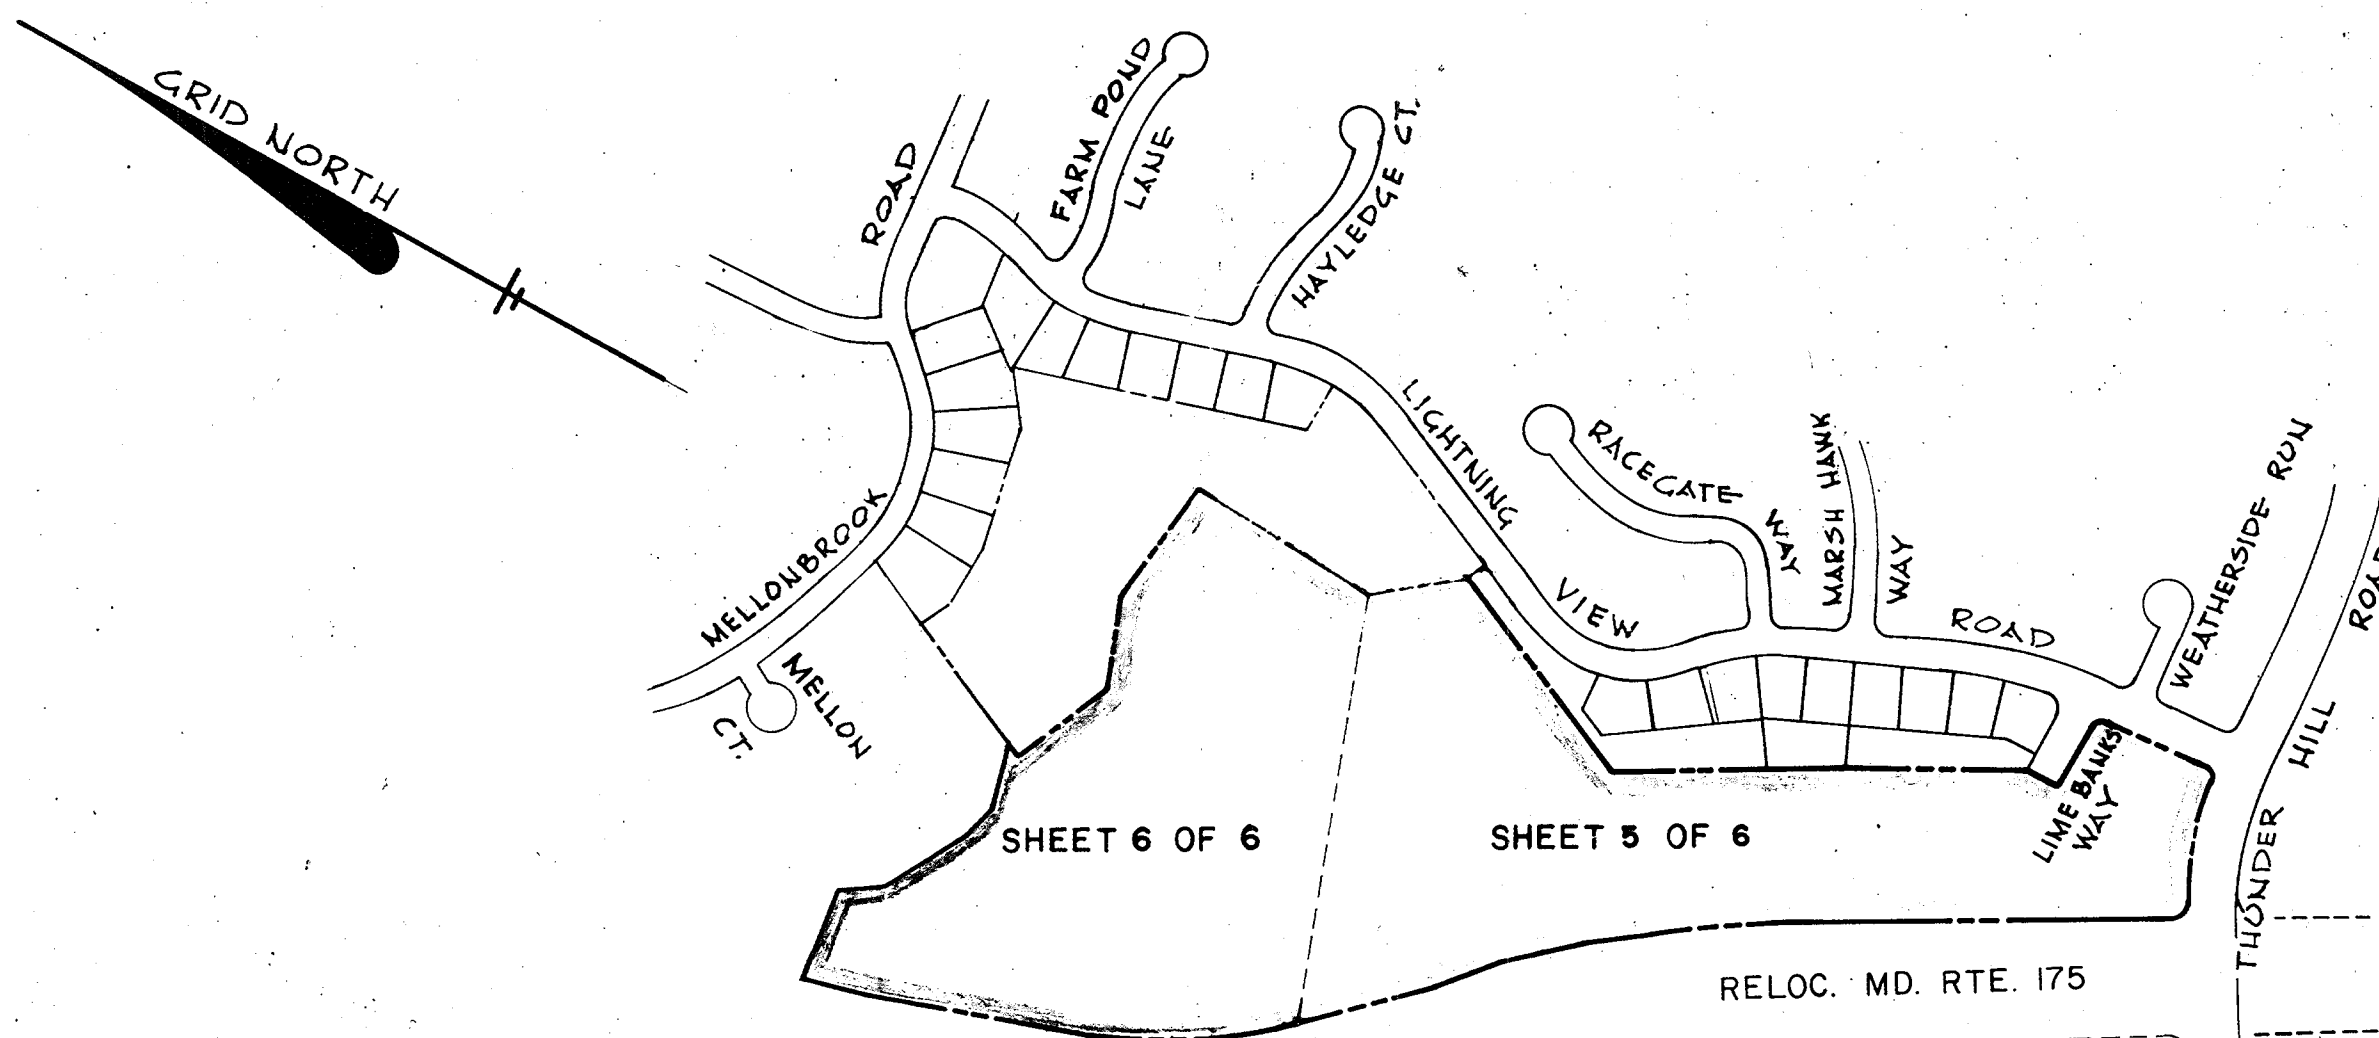 GRID NORTH
ROAD
FARM POND
LANE
HAYLEDGE CT.
LIGHTNING
VIEW
ROAD
RACEGATE
WAY
MARSH HAWK
WAY
WEATHERSIDE RUN
MELLONBROOK
MELLON
CT.
LIME BANKS
WAY
THUNDER
HILL
ROAD
SHEET 6 OF 6
SHEET 5 OF 6
RELOC. MD. RTE. 175